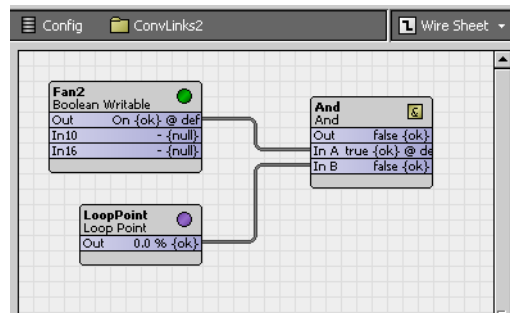 Config ConvLinks2 Wire Sheet
Fan2
Boolean Writable
Out On {ok} @ def
In10 - {null}
In16 - {null}
And
And
&
Out false {ok}
In A true {ok} @ de
In B false {ok}
LoopPoint
Loop Point
Out 0.0 % {ok}